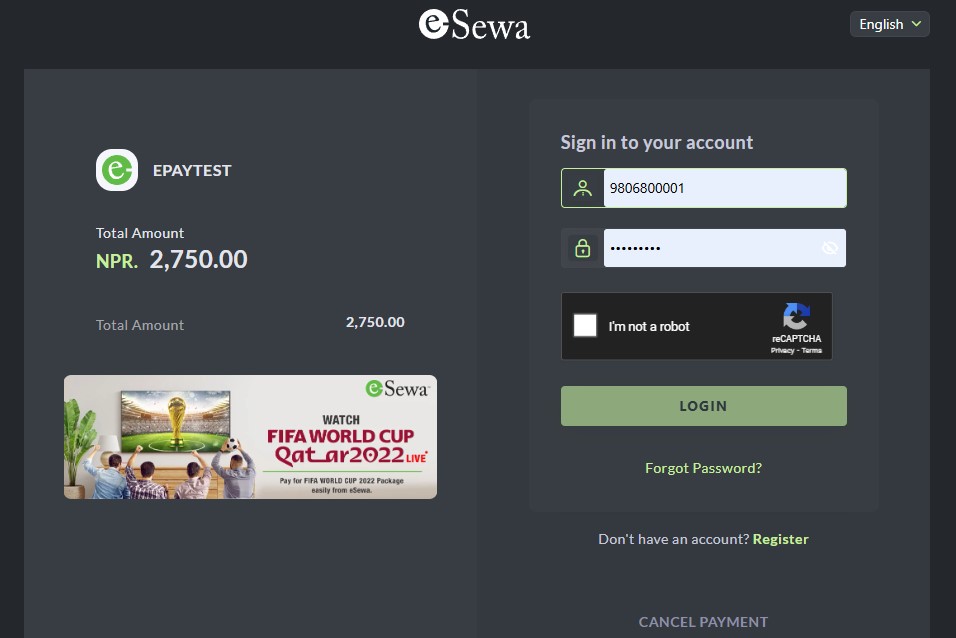 eSewa
English
EPAYTEST
Total Amount
NPR. 2,750.00
Total Amount 2,750.00
eSewa
WATCH
FIFA WORLD CUP
Qatar2022 LIVE
Pay for FIFA WORLD CUP 2022 Package
easily from eSewa.
Sign in to your account
9806800001
•••••••••
I'm not a robot
reCAPTCHA
Privacy - Terms
LOGIN
Forgot Password?
Don't have an account? Register
CANCEL PAYMENT